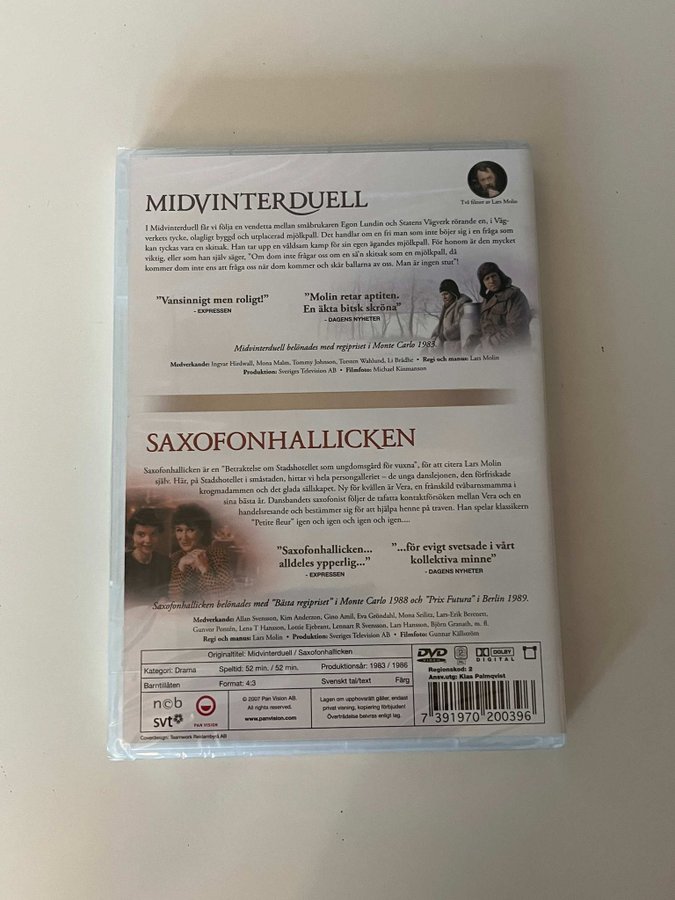 Två filmer av Lars Molin
MIDVINTERDUELL
I Midvinterduell får vi följa en vendetta mellan småbrukaren Egon Lundin och Statens Vägverk rörande en, i Väg-
verkets tycke, olagligt byggd och utplacerad mjölkpall. Det handlar om en fri man som inte böjer sig i en fråga som
kan tyckas vara en skitsak. Han tar upp en våldsam kamp för sin egen ägandes mjölkpall. För honom är den mycket
viktig, eller som han själv säger, "Om dom inte frågar oss om en så'n skitsak som en mjölkpall, då
kommer dom inte ens att fråga oss när dom kommer och skär ballarna av oss. Man är ingen stut"!
"Vansinnigt men roligt!"
- EXPRESSEN
"Molin retar aptiten.
En äkta bitsk skröna"
- DAGENS NYHETER
Midvinterduell belönades med regipriset i Monte Carlo 1983.
Medverkande: Ingvar Hirdwall, Mona Malm, Tommy Johnson, Torsten Wahlund, Li Brådhe • Regi och manus: Lars Molin
Produktion: Sveriges Television AB • Filmfoto: Michael Kinmanson
SAXOFONHALLICKEN
Saxofonhallicken är en "Betraktelse om Stadshotellet som ungdomsgård för vuxna", för att citera Lars Molin
själv. Här, på Stadshotellet i småstaden, hittar vi hela persongalleriet – de unga danslejonen, den förfriskade
krogmadammen och det glada sällskapet. Ny för kvällen är Vera, en frånskild tvåbarnsmamma i
sina bästa år. Dansbandets saxofonist följer de rafatta kontaktförsöken mellan Vera och en
handelsresande och bestämmer sig för att hjälpa henne på traven. Han spelar klassikern
"Petite fleur" igen och igen och igen och igen....
"Saxofonhallicken...
alldeles ypperlig..."
- EXPRESSEN
"...för evigt svetsade i vårt
kollektiva minne"
- DAGENS NYHETER
Saxofonhallicken belönades med "Bästa regipriset" i Monte Carlo 1988 och "Prix Futura" i Berlin 1989.
Medverkande: Allan Svensson, Kim Anderzon, Gino Amil, Eva Gröndahl, Mona Seilitz, Lars-Erik Berenett,
Gunvor Pontén, Lena T Hansson, Lottie Ejebrant, Lennart R Svensson, Lars Hansson, Björn Granath, m. fl.
Regi och manus: Lars Molin • Produktion: Sveriges Television AB • Filmfoto: Gunnar Källström
Originaltitel: Midvinterduell / Saxofonhallicken
Kategori: Drama
Speltid: 52 min. / 52 min.
Produktionsår: 1983 / 1986
Barntillåten
Format: 4:3
Svenskt tal/text
Färg
DVD VIDEO
2
DOLBY DIGITAL
Regionskod: 2
Ansv.utg: Klas Palmqvist
ncb
svt
PAN VISION
© 2007 Pan Vision AB.
All rights reserved.
www.panvision.com
Lagen om upphovsrätt gäller, endast
privat visning, kopiering förbjuden!
Överträdelse beivras enligt lag.
7 391970 200396
Coverdesign: Teamwork Reklambyrå AB